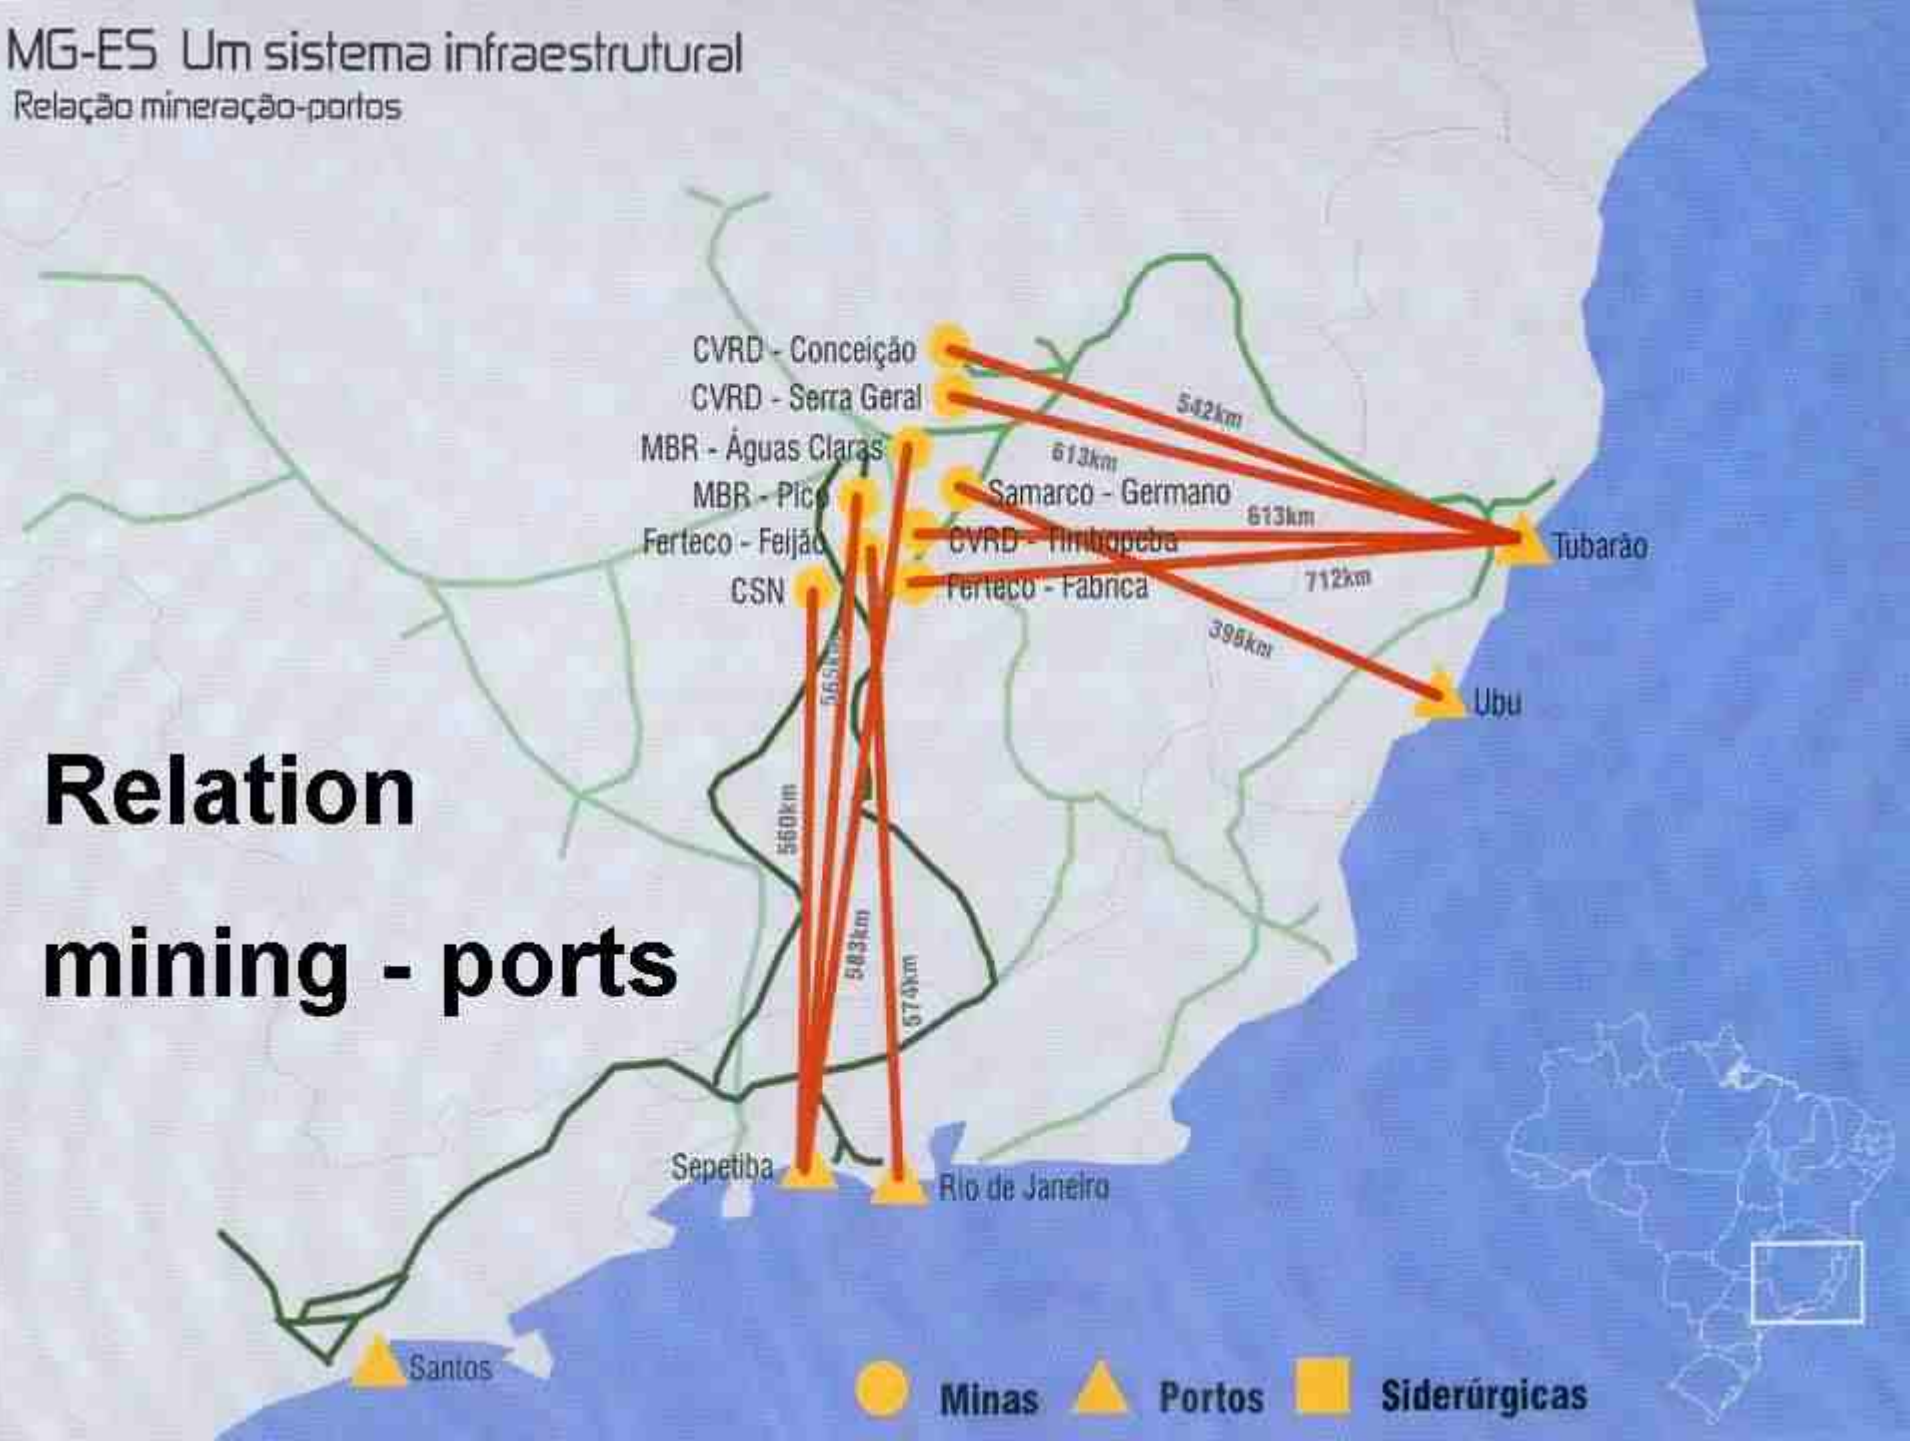 MG-ES Um sistema infraestrutural
Relação mineração-portos
CVRD - Conceição
CVRD - Serra Geral
MBR - Águas Claras
MBR - Pico
Samarco - Germano
Ferteco - Feijão
CVRD - Timbopeba
CSN
Ferteco - Fabrica
542km
613km
613km
712km
Tubarão
Ubu
560km
583km
574km
Relation
mining - ports
Sepetiba
Rio de Janeiro
Santos
Minas
Portos
Siderúrgicas